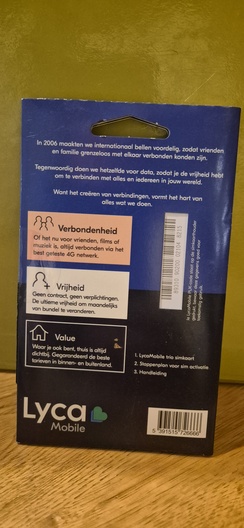 In 2006 maakten we internationaal bellen voordelig, zodat vrienden
en familie grenzeloos met elkaar verbonden konden zijn.
Tegenwoordig doen we hetzelfde voor data, zodat je de vrijheid hebt
om te verbinden met alles en iedereen in jouw wereld.
Want het creëren van verbindingen, vormt het hart van
alles wat we doen.
Verbondenheid
Of het nu voor vrienden, films of
muziek is, altijd verbonden via het
best geteste 4G netwerk.
Vrijheid
Geen contract, geen verplichtingen.
De ultieme vrijheid om maandelijks
van bundel te veranderen.
Value
Waar je ook bent, thuis is altijd
dichtbij. Gegarandeerd de beste
tarieven in binnen- en buitenland.
1. LycaMobile trio simkaart
2. Stappenplan voor sim activatie
3. Handleiding
Lyca
Mobile
5 391515 726666